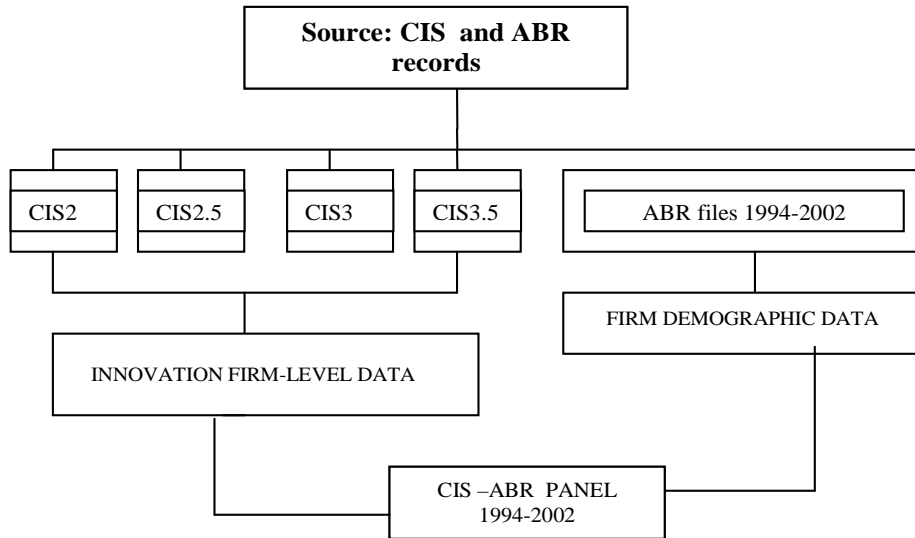 Source: CIS and ABR
records
CIS2
CIS2.5
CIS3
CIS3.5
ABR files 1994-2002
FIRM DEMOGRAPHIC DATA
INNOVATION FIRM-LEVEL DATA
CIS –ABR PANEL
1994-2002